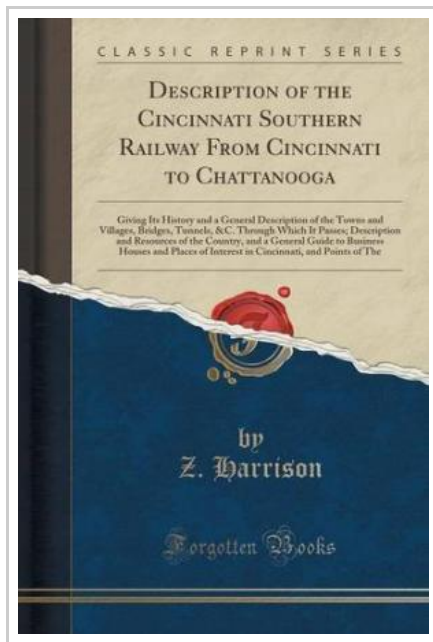 CLASSIC REPRINT SERIES
DESCRIPTION OF THE
CINCINNATI SOUTHERN
RAILWAY FROM CINCINNATI
TO CHATTANOOGA
Giving Its History and a General Description of the Towns and
Villages, Bridges, Tunnels, &C. Through Which It Passes; Description
and Resources of the Country, and a General Guide to Business
Houses and Places of Interest in Cincinnati, and Points of The
by
Z. Harrison
Forgotten Books